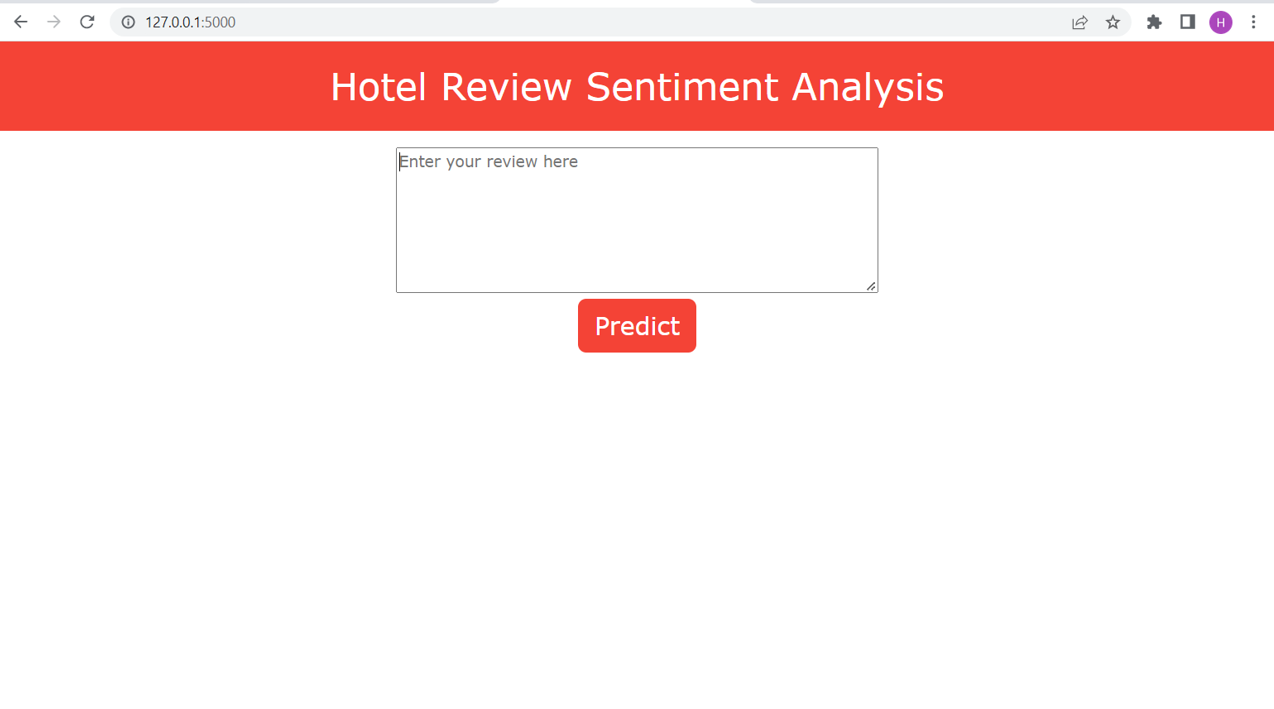 127.0.0.1:5000
H
Hotel Review Sentiment Analysis
Enter your review here
Predict